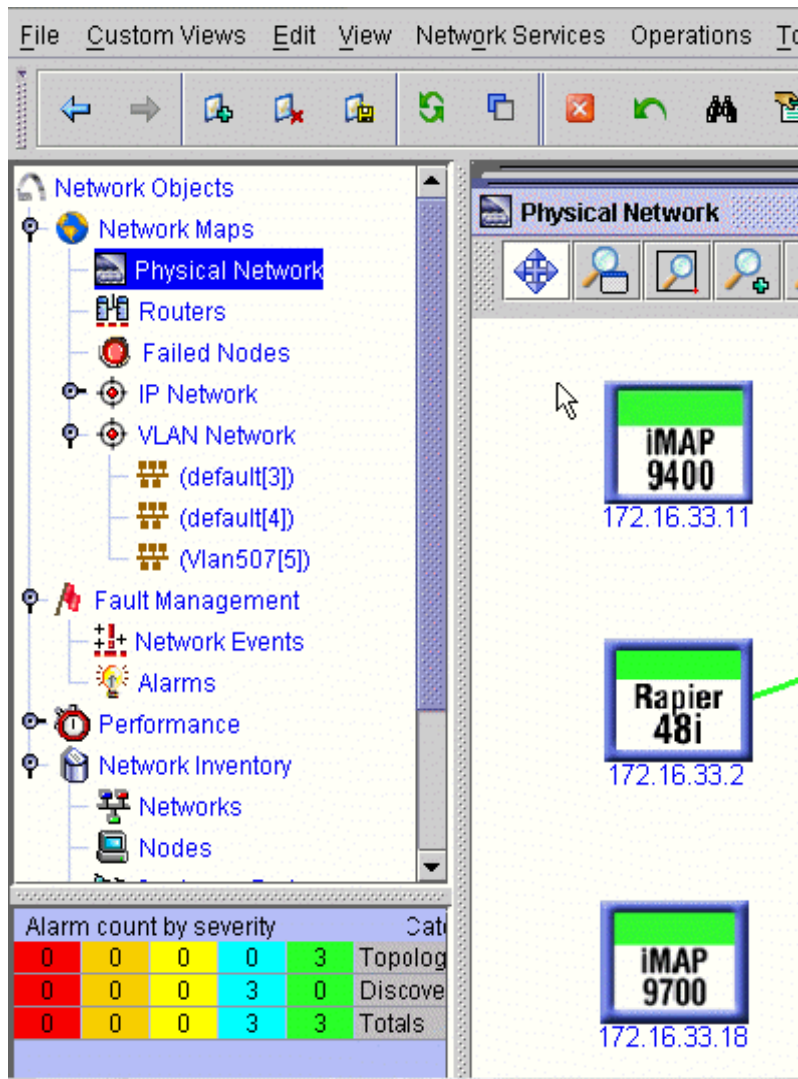 File Custom Views Edit View Network Services Operations
Network Objects
Network Maps
Physical Network
Routers
Failed Nodes
IP Network
VLAN Network
(default[3])
(default[4])
(Vlan507[5])
Fault Management
Network Events
Alarms
Performance
Network Inventory
Networks
Nodes
Alarm count by severity
0 0 0 0 3 Topolog
0 0 0 3 0 Discove
0 0 0 3 3 Totals
Physical Network
iMAP
9400
172.16.33.11
Rapier
48i
172.16.33.2
iMAP
9700
172.16.33.18